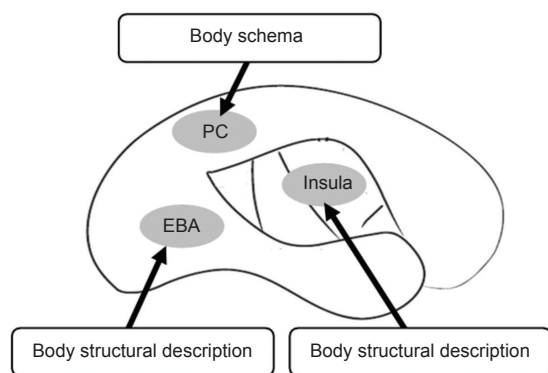 Body schema
PC
Insula
EBA
Body structural description
Body structural description